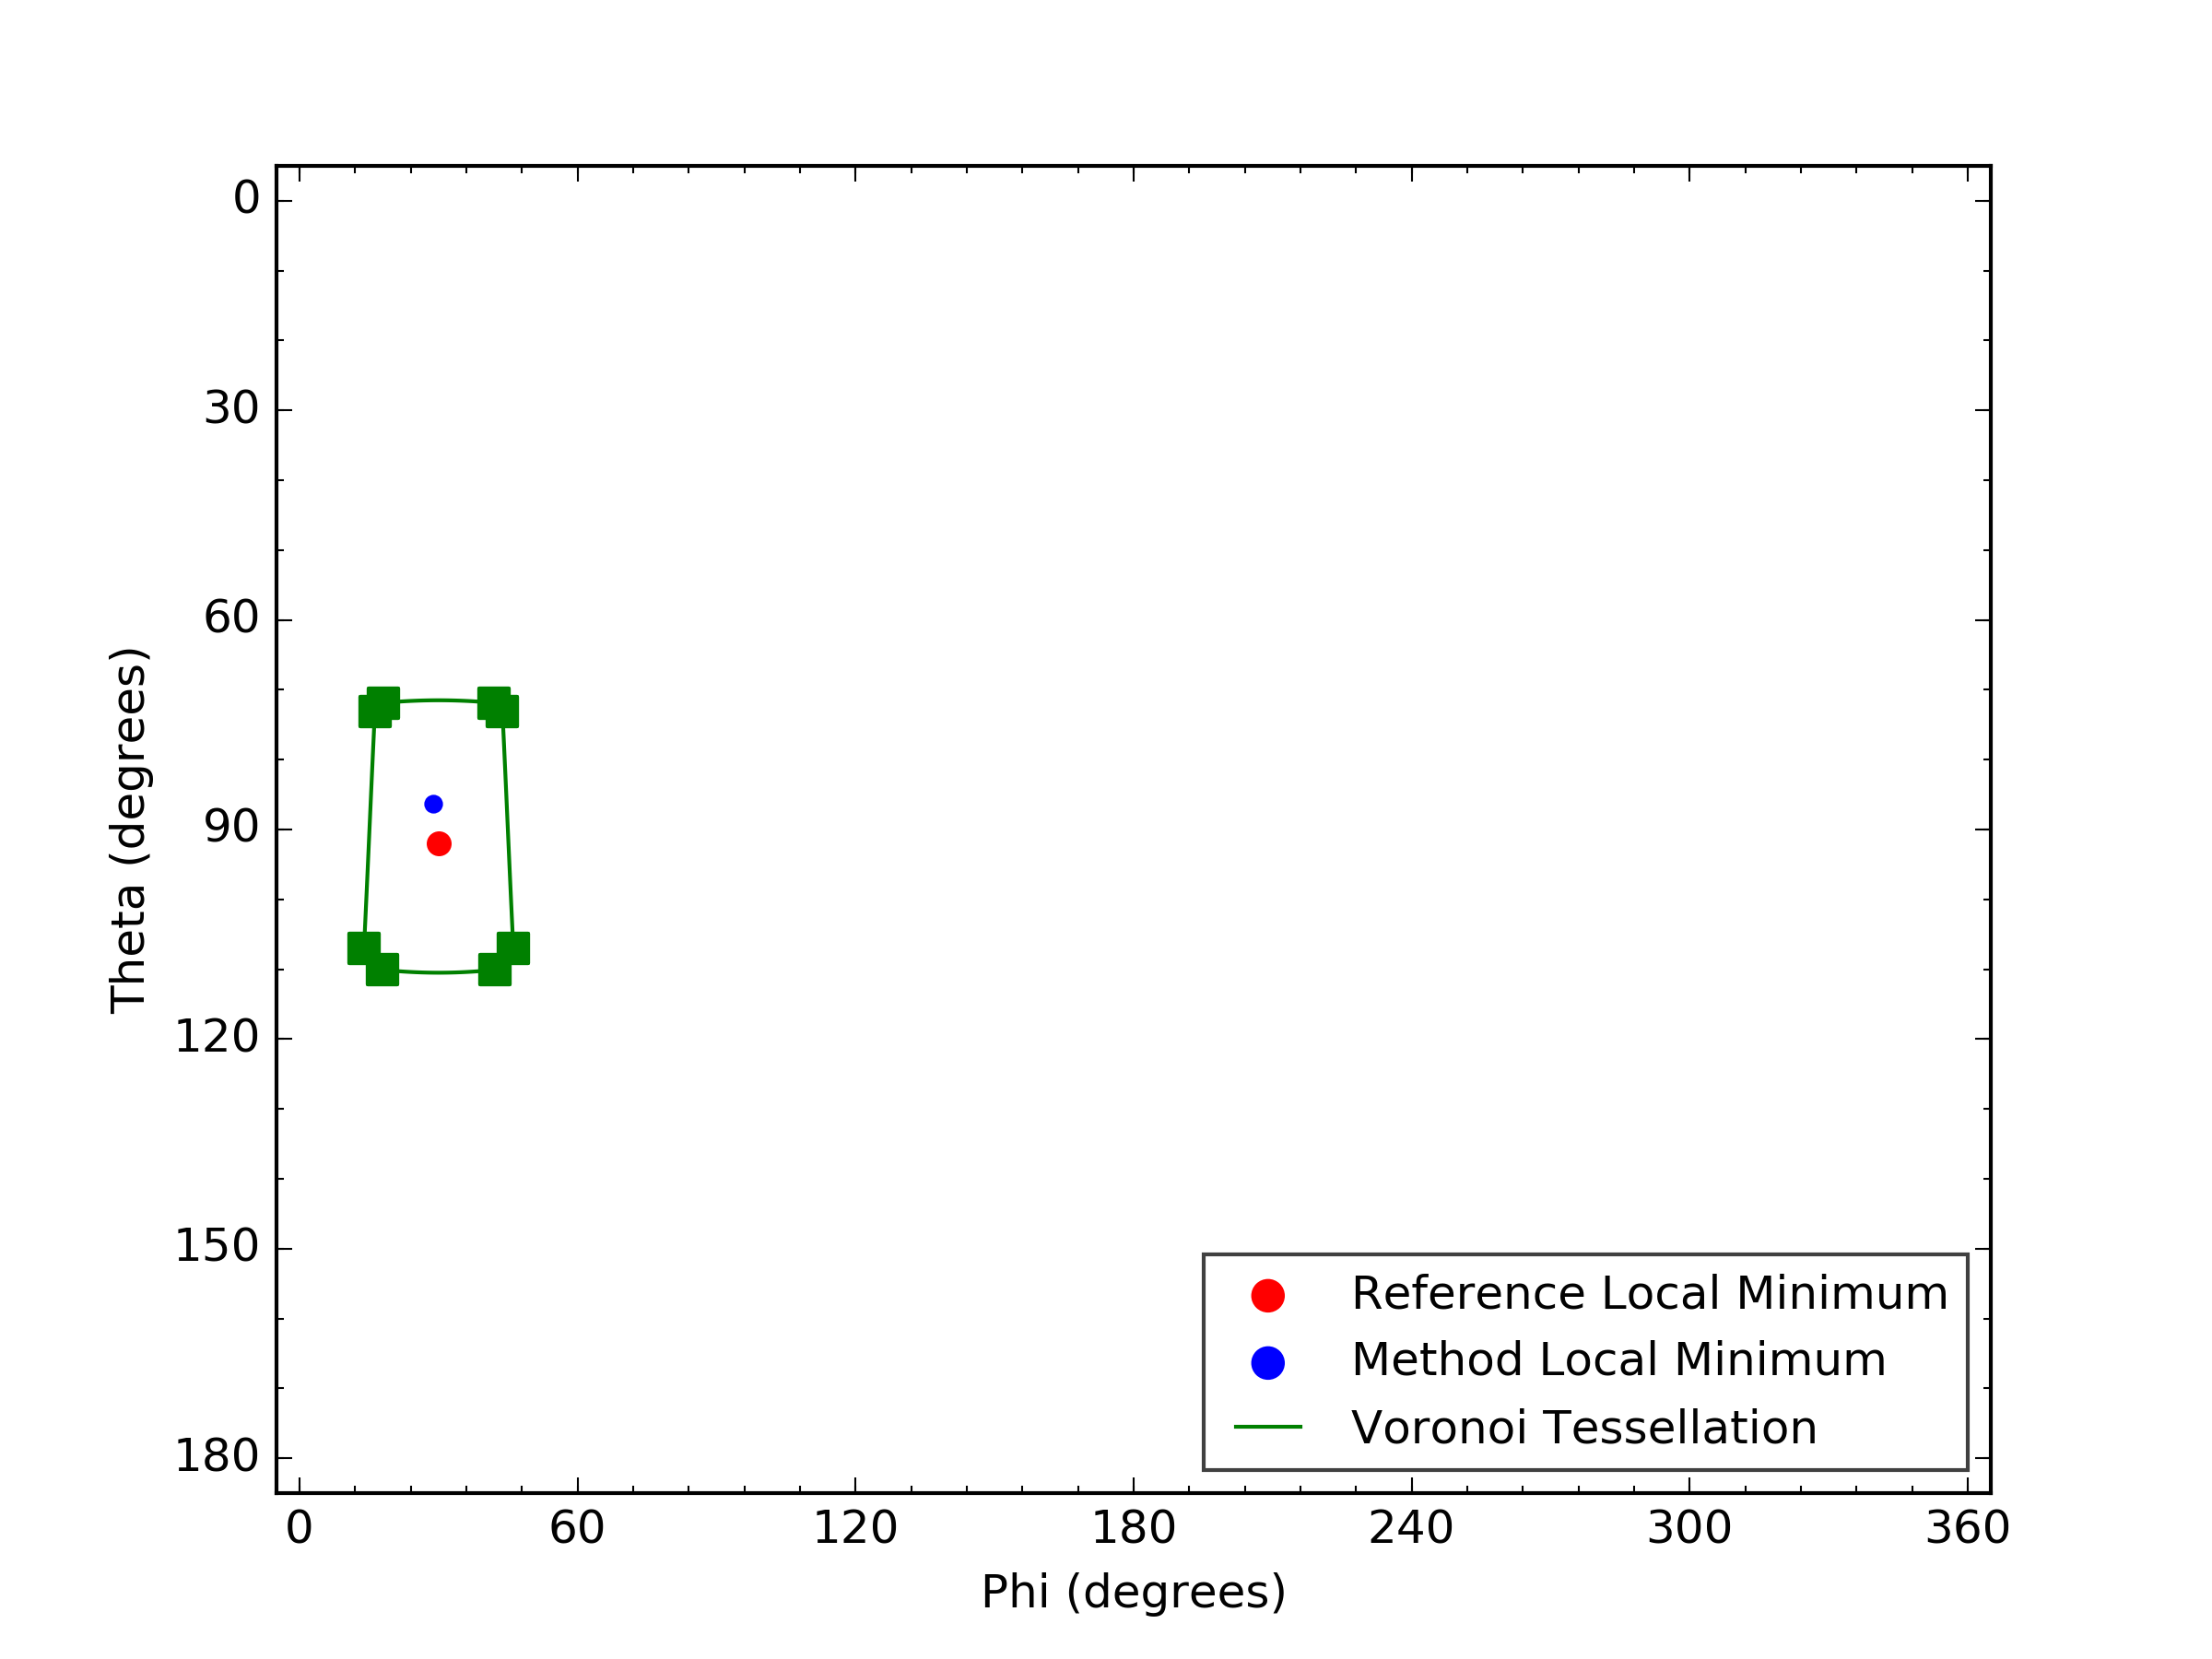 0
30
60
90
120
150
180
Theta (degrees)
Reference Local Minimum
Method Local Minimum
Voronoi Tessellation
0 60 120 180 240 300 360
Phi (degrees)